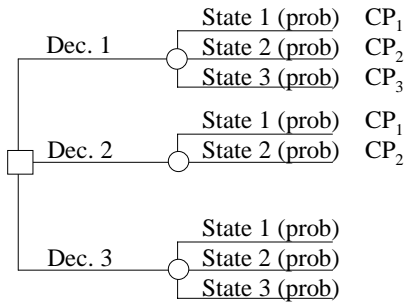 State 1 (prob) CP₁
Dec. 1 State 2 (prob) CP₂
State 3 (prob) CP₃
State 1 (prob) CP₁
Dec. 2 State 2 (prob) CP₂
State 1 (prob)
Dec. 3 State 2 (prob)
State 3 (prob)